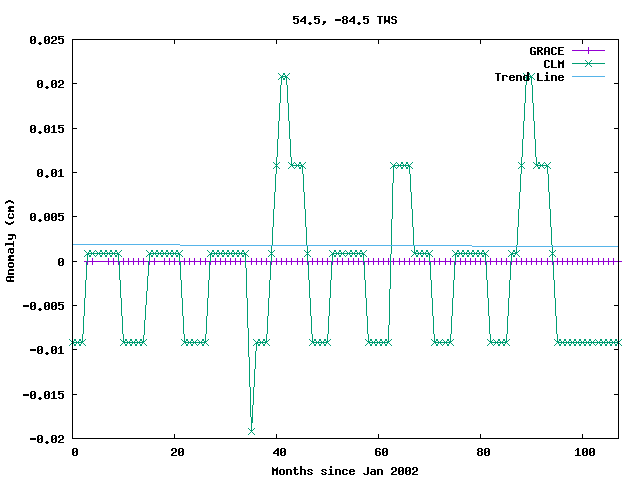 54.5, -84.5 TWS
0.025
0.02
0.015
0.01
0.005
0
-0.005
-0.01
-0.015
-0.02
Anomaly (cm)
GRACE
CLM
Trend Line
0 20 40 60 80 100
Months since Jan 2002